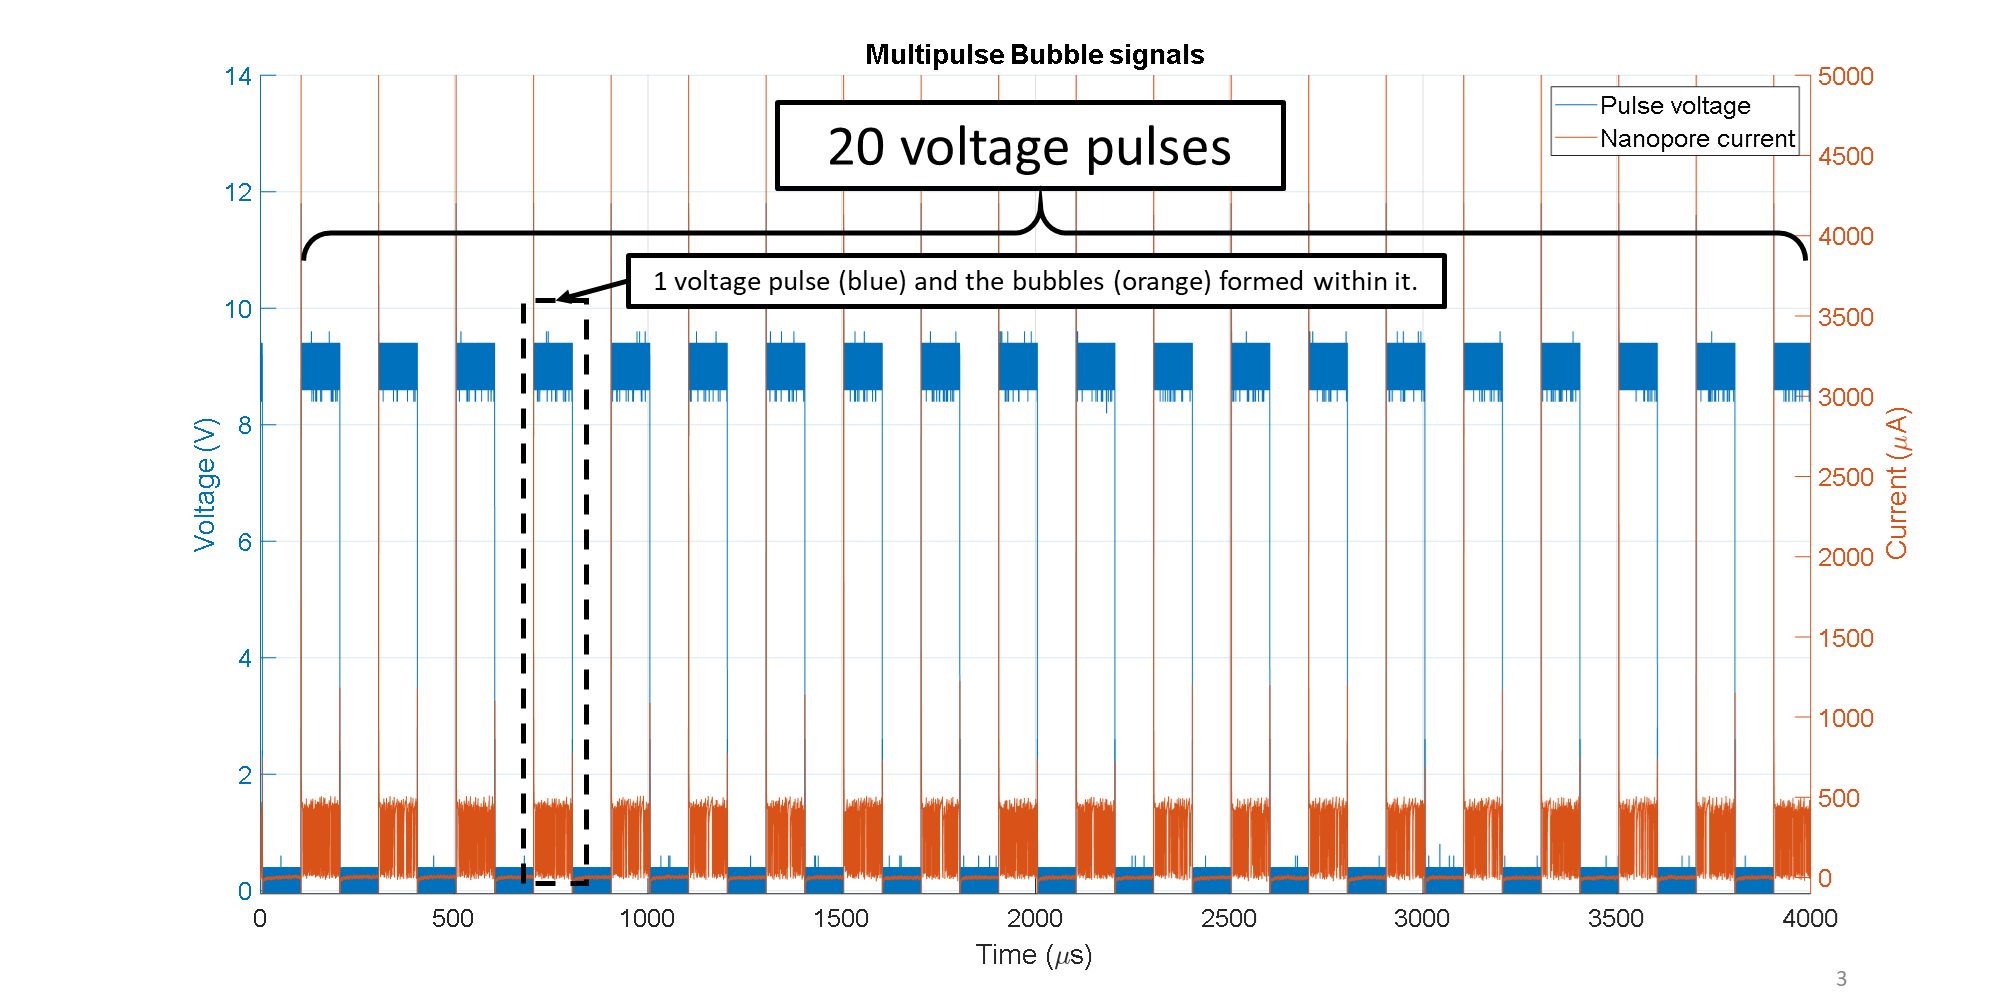 Multipulse Bubble signals
20 voltage pulses
1 voltage pulse (blue) and the bubbles (orange) formed within it.
Pulse voltage
Nanopore current
Voltage (V)
14
12
10
8
6
4
2
0
Current (μA)
5000
4500
4000
3500
3000
2500
2000
1500
1000
500
0
0 500 1000 1500 2000 2500 3000 3500 4000
Time (μs)
3